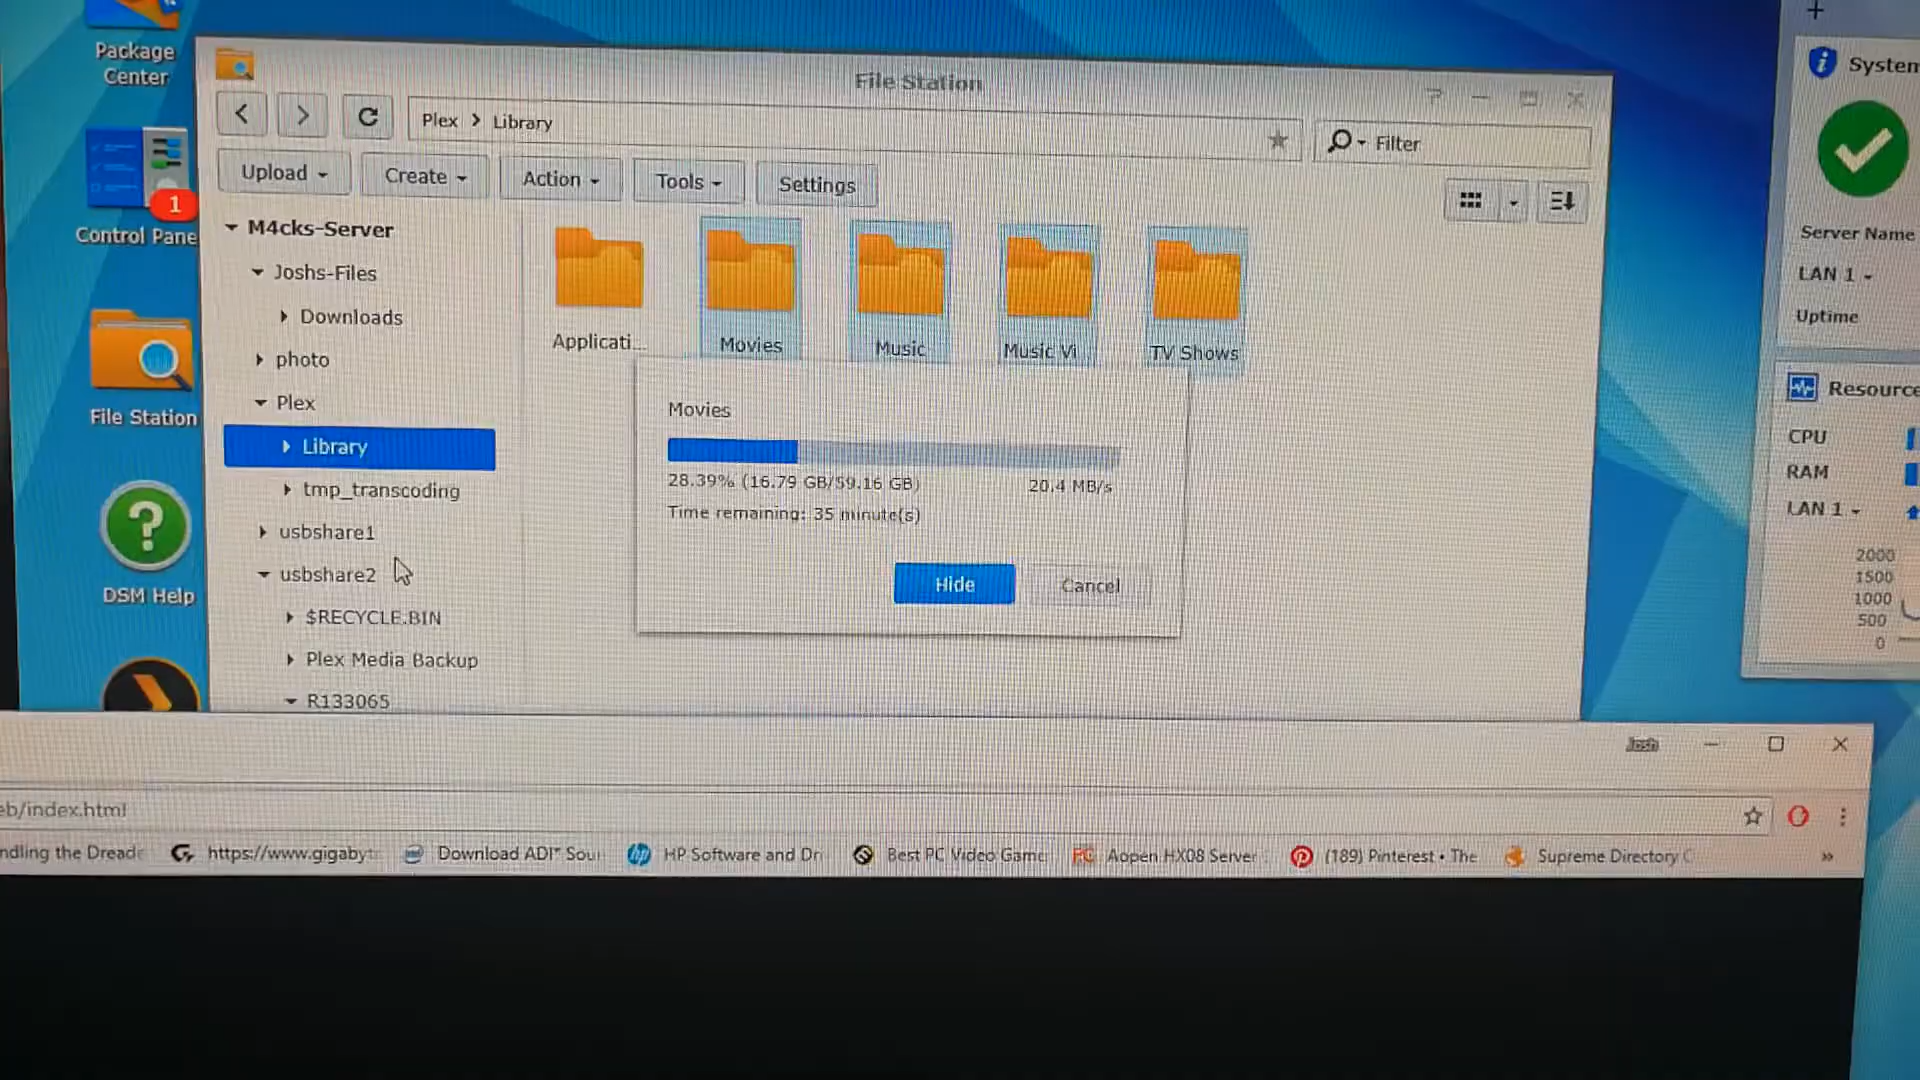 Package
Center
1
Control Pane
File Station
DSM Help
File Station
Plex > Library
Filter
Upload
Create
Action
Tools
Settings
M4cks-Server
Joshs-Files
Downloads
photo
Plex
Library
tmp_transcoding
usbshare1
usbshare2
$RECYCLE.BIN
Plex Media Backup
R133065
Applicati...
Movies
Music
Music Vi...
TV Shows
Movies
28.39% (16.79 GB/59.16 GB)
20.4 MB/s
Time remaining: 35 minute(s)
Hide
Cancel
System
Server Name
LAN 1
Uptime
Resource
CPU
RAM
LAN 1
2000
1500
1000
500
0
Josh
eb/index.html
ndling the Dreade
https://www.gigabyt
Download ADI* Sou
HP Software and Dri
Best PC Video Game
Aopen HX08 Server
(189) Pinterest • The
Supreme Directory
»